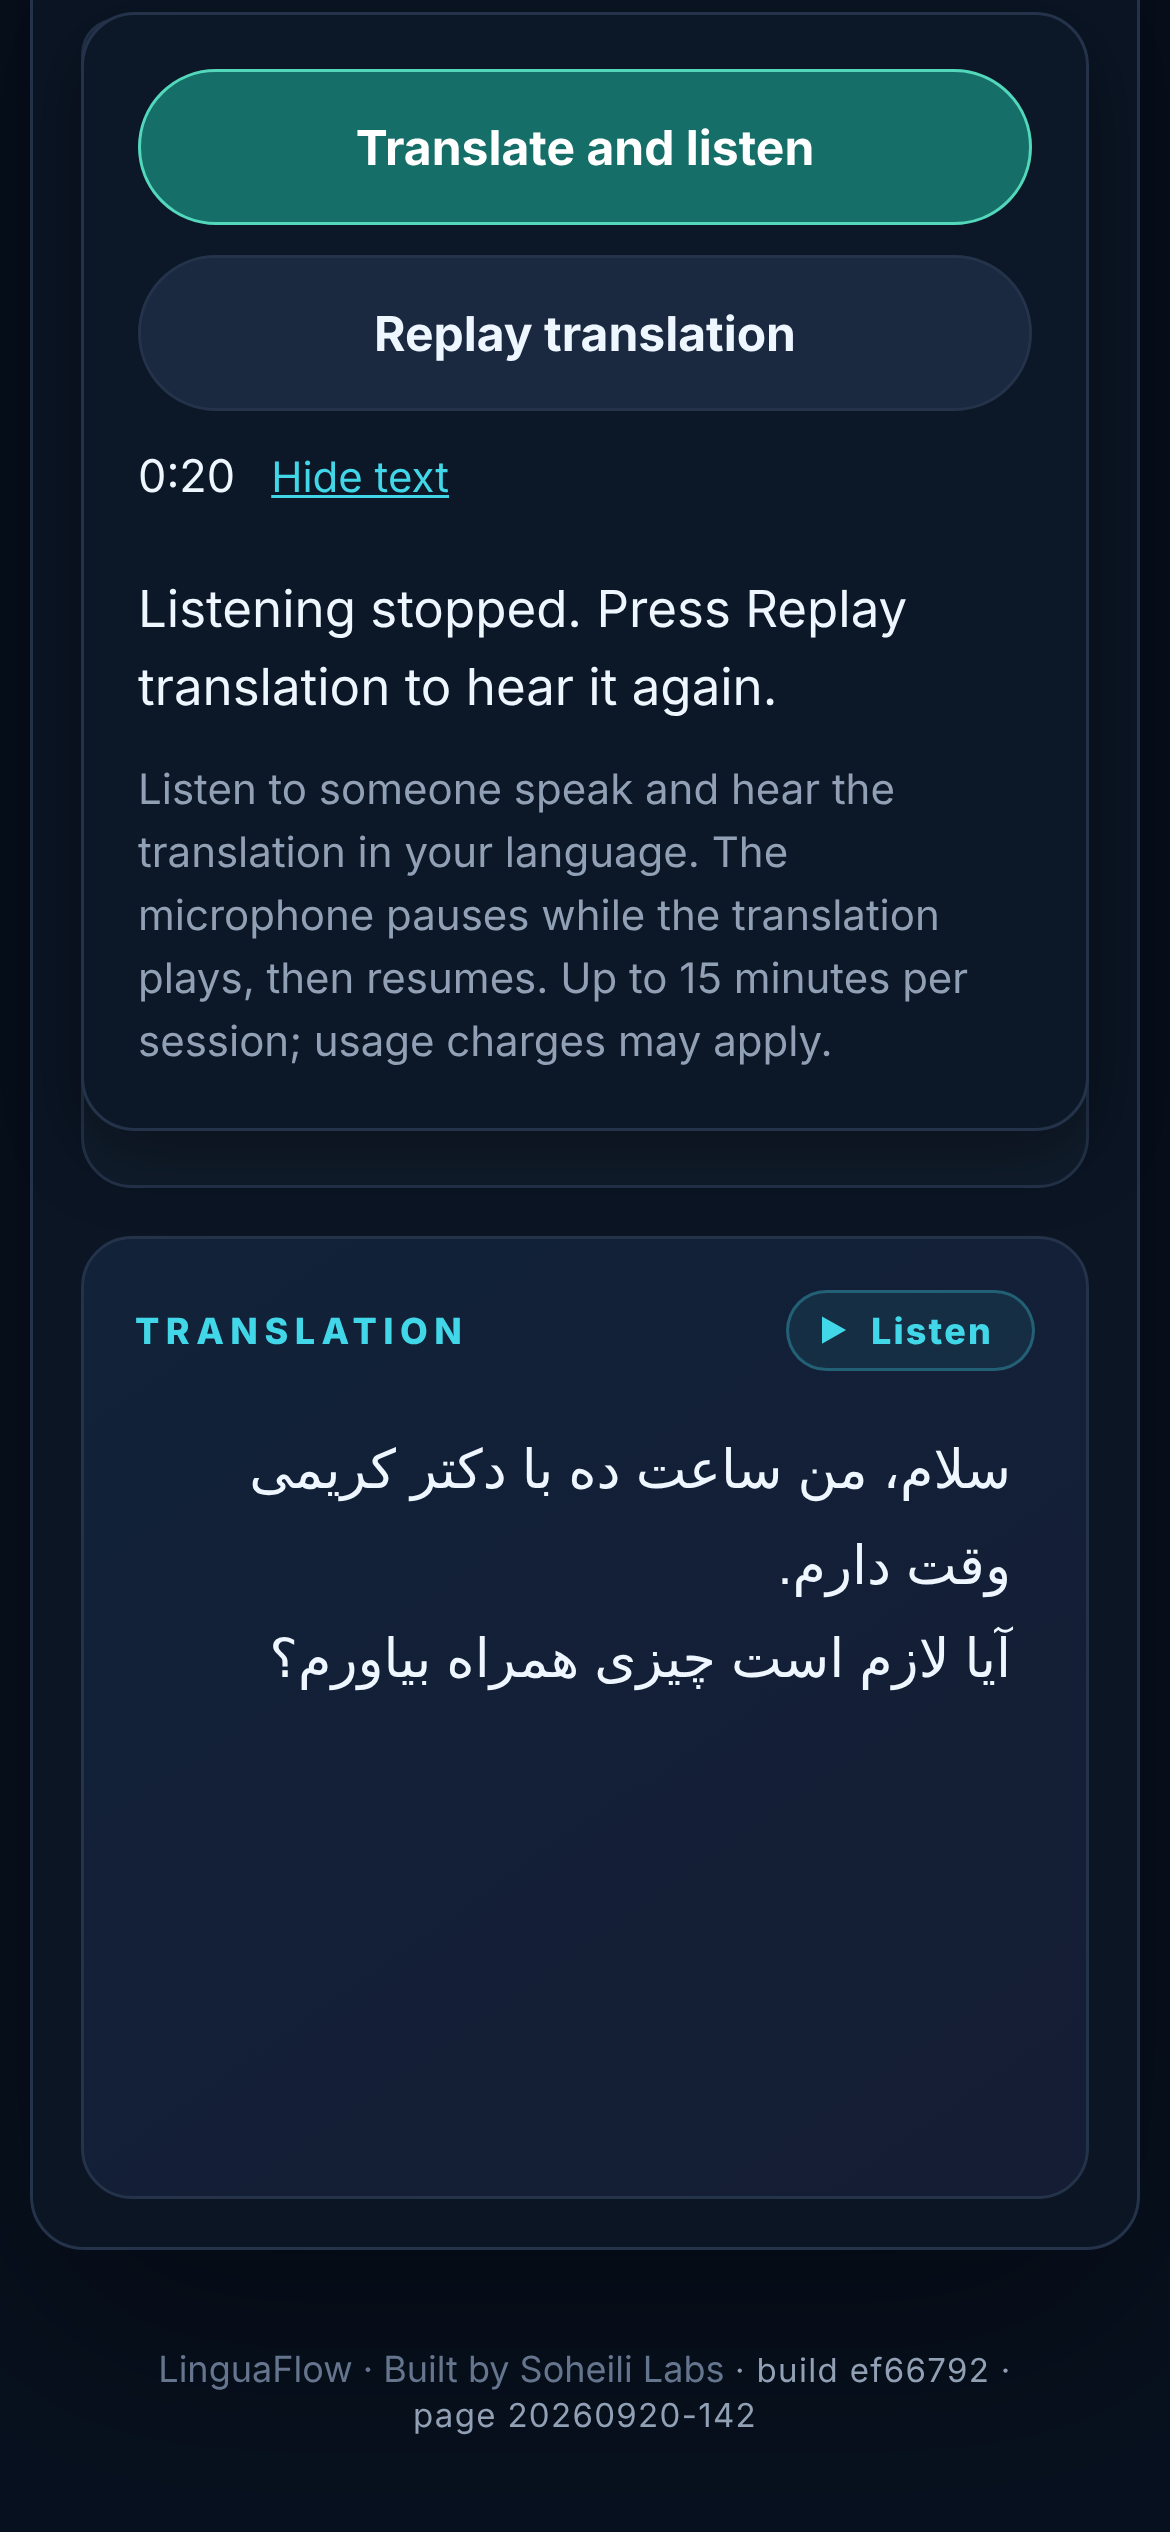 Translate and listen
Replay translation
0:20 Hide text
Listening stopped. Press Replay
translation to hear it again.
Listen to someone speak and hear the
translation in your language. The
microphone pauses while the translation
plays, then resumes. Up to 15 minutes per
session; usage charges may apply.
TRANSLATION
▶ Listen
سلام، من ساعت ده با دکتر کریمی
وقت دارم.
آیا لازم است چیزی همراه بیاورم؟
LinguaFlow · Built by Soheili Labs · build ef66792 ·
page 20260920-142